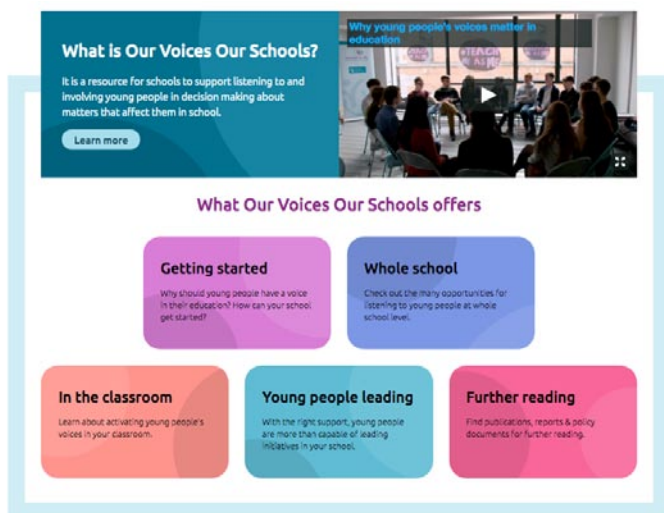 What is Our Voices Our Schools?
It is a resource for schools to support listening to and
involving young people in decision making about
matters that affect them in school.
Learn more
Why young people's voices matter in
education
TEACH
What Our Voices Our Schools offers
Getting started
Why should young people have a voice
in their education? How can your school
get started?
Whole school
Check out the many opportunities for
listening to young people at whole
school level.
In the classroom
Learn about activating young people's
voices in your classroom.
Young people leading
With the right support, young people
are more than capable of leading
initiatives in your school.
Further reading
Find publications, reports & policy
documents for further reading.